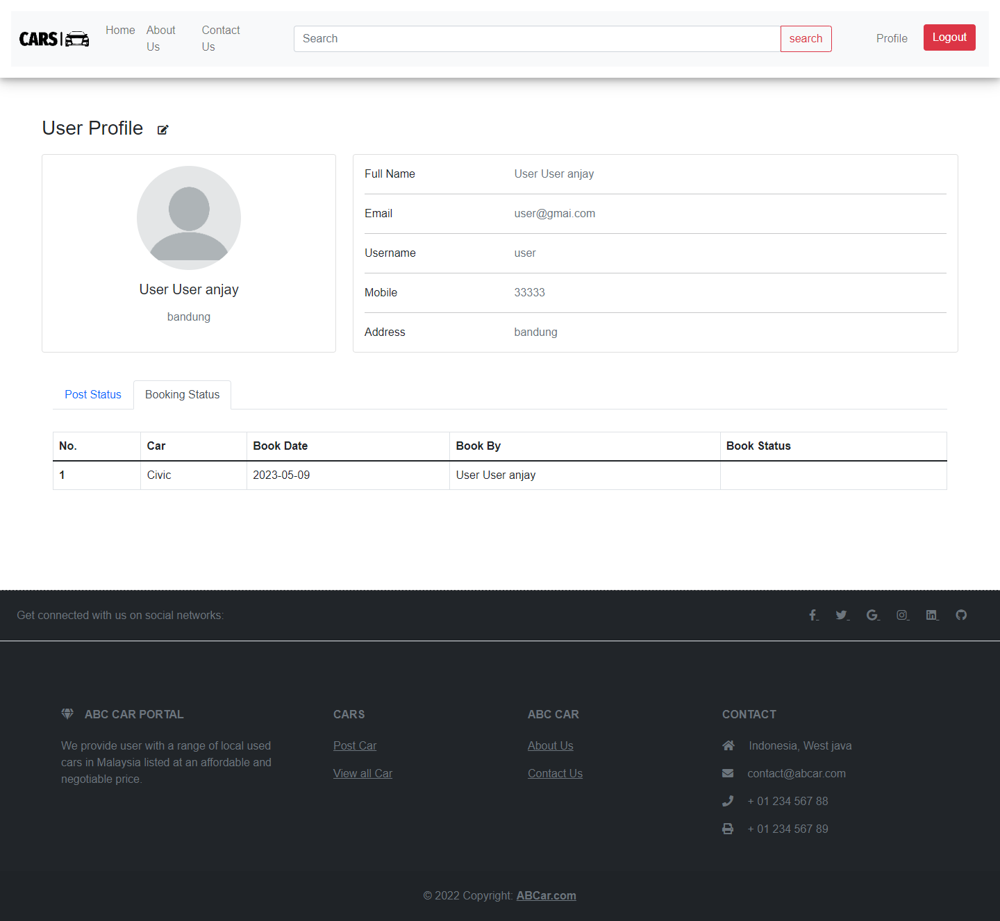 CARS
Home
About Us
Contact Us
Search
search
Profile
Logout
User Profile
User User anjay
bandung
Full Name User User anjay
Email user@gmai.com
Username user
Mobile 33333
Address bandung
Post Status
Booking Status
No. Car Book Date Book By Book Status
1 Civic 2023-05-09 User User anjay
Get connected with us on social networks:
ABC CAR PORTAL
We provide user with a range of local used
cars in Malaysia listed at an affordable and
negotiable price.
CARS
Post Car
View all Car
ABC CAR
About Us
Contact Us
CONTACT
Indonesia, West java
contact@abcar.com
+ 01 234 567 88
+ 01 234 567 89
© 2022 Copyright: ABCar.com